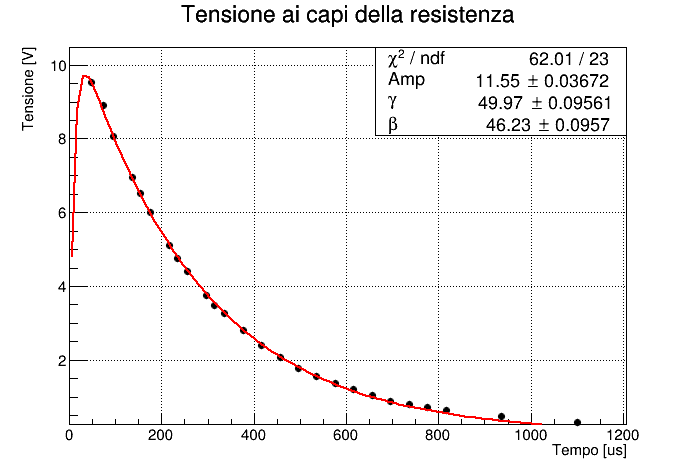 Tensione ai capi della resistenza
Tensione [V]
χ² / ndf 62.01 / 23
Amp 11.55 ± 0.03672
γ 49.97 ± 0.09561
β 46.23 ± 0.0957
10
8
6
4
2
0 200 400 600 800 1000 1200
Tempo [us]